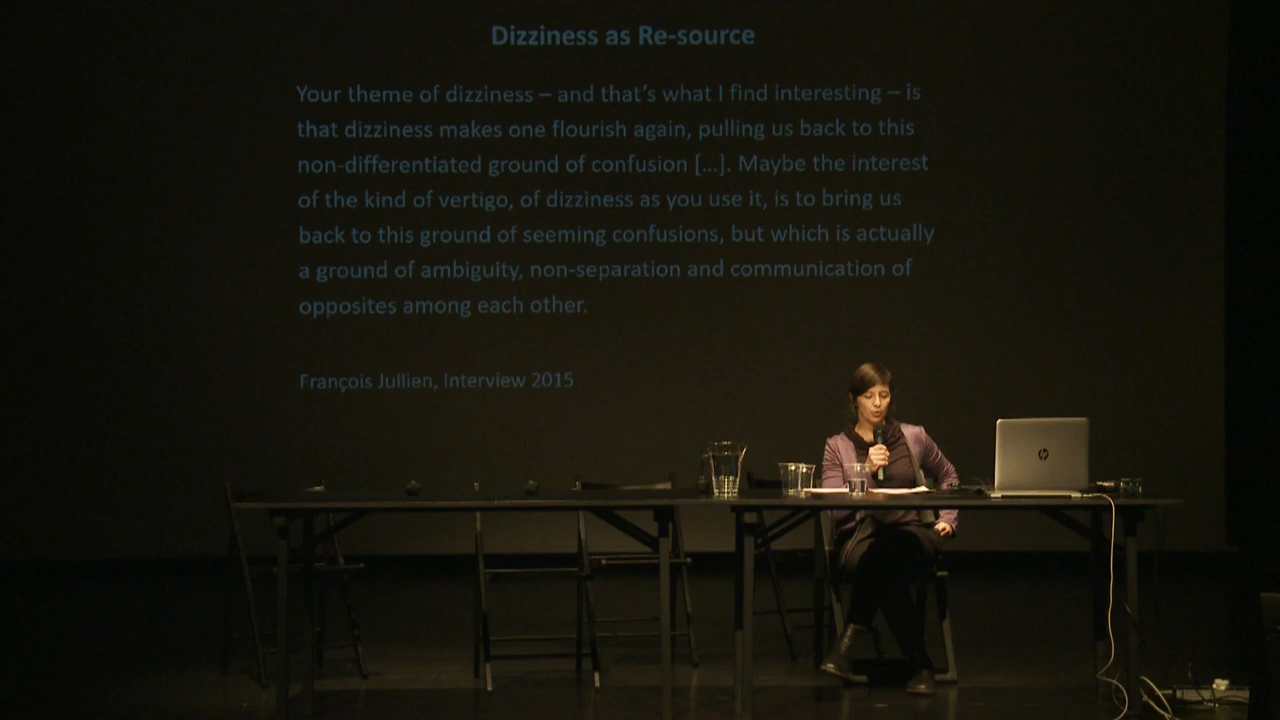 Dizziness as Re-source
Your theme of dizziness – and that's what I find interesting – is
that dizziness makes one flourish again, pulling us back to this
non-differentiated ground of confusion [...]. Maybe the interest
of the kind of vertigo, of dizziness as you use it, is to bring us
back to this ground of seeming confusions, but which is actually
a ground of ambiguity, non-separation and communication of
opposites among each other.
François Jullien, Interview 2015
hp